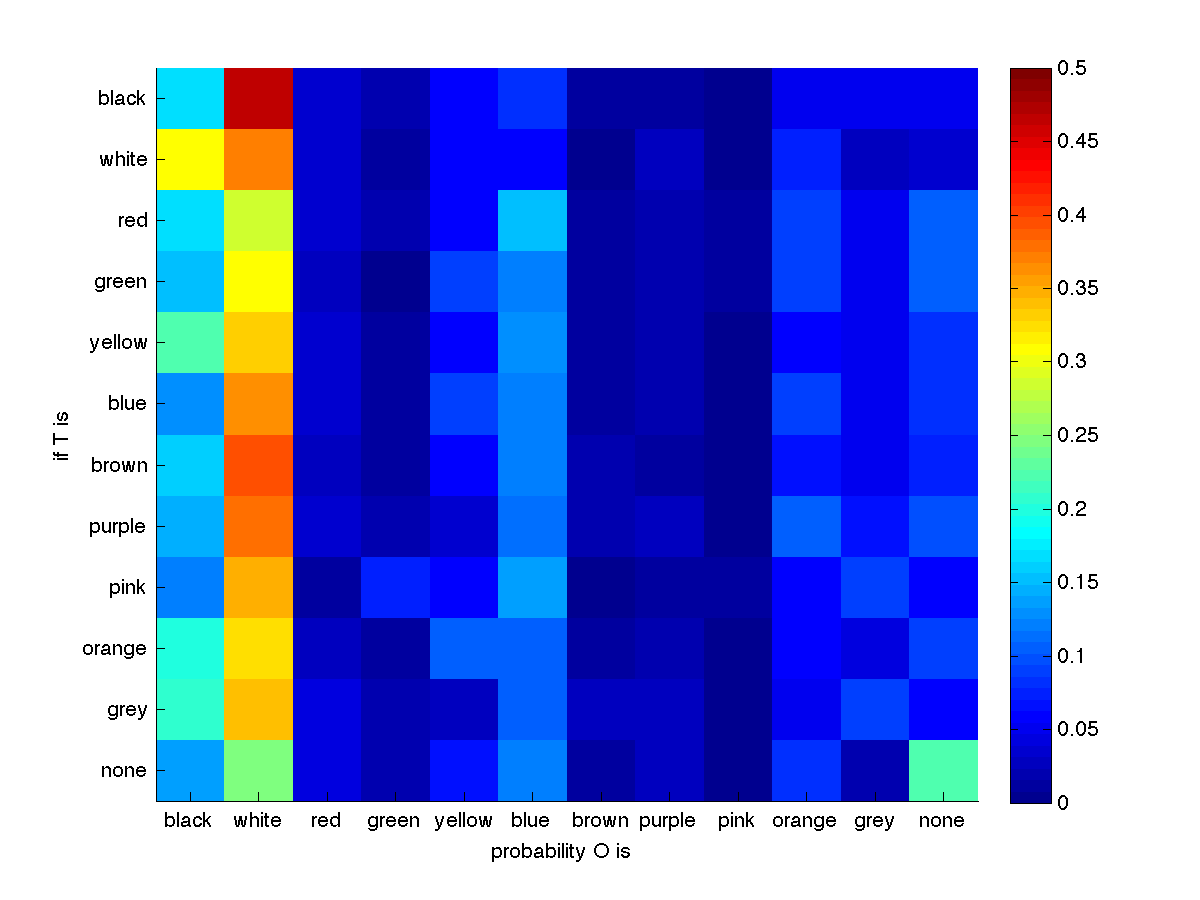 black
white
red
green
yellow
blue
brown
purple
pink
orange
grey
none
if T is
black white red green yellow blue brown purple pink orange grey none
probability O is
0.5
0.45
0.4
0.35
0.3
0.25
0.2
0.15
0.1
0.05
0